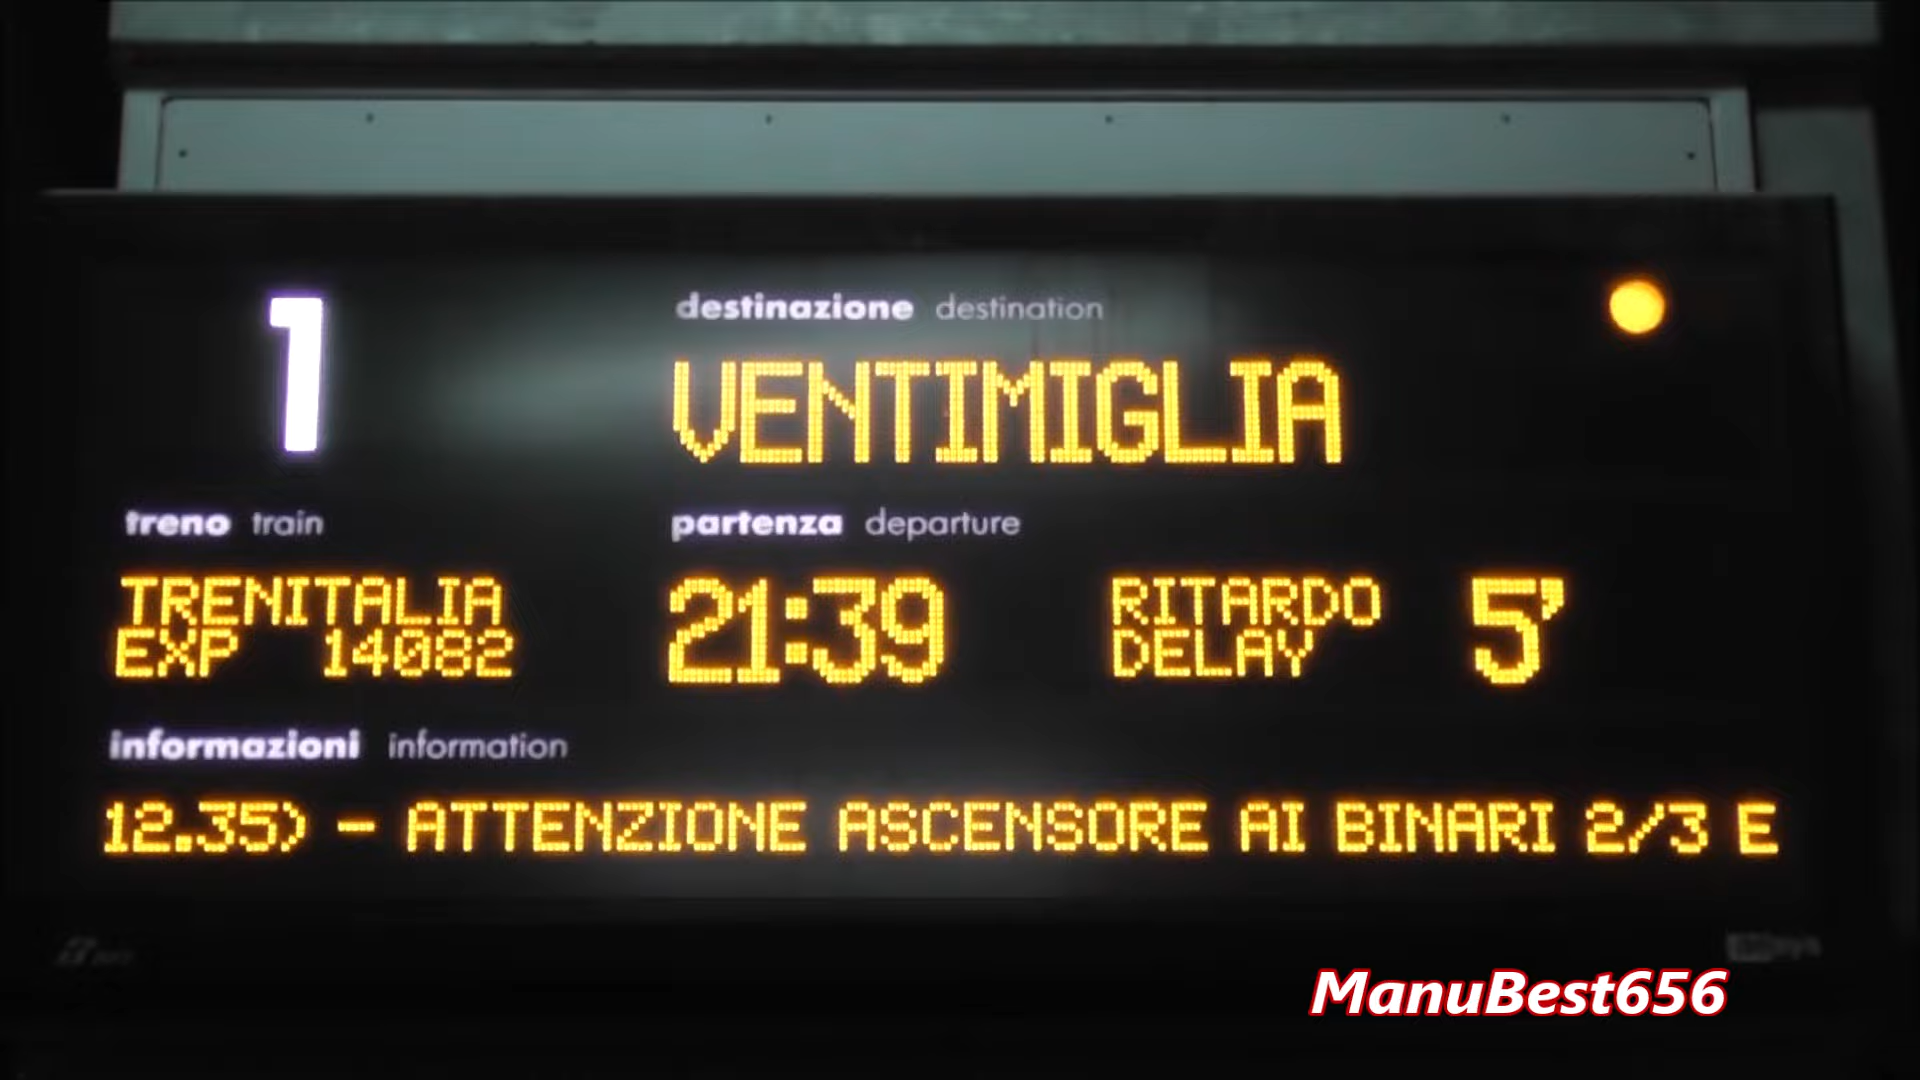 1
destinazione destination
VENTIMIGLIA
treno train
partenza departure
TRENITALIA
EXP 14082
21:39
RITARDO
DELAY
5'
informazioni information
12.35) - ATTENZIONE ASCENSORE AI BINARI 2/3 E
ManuBest656